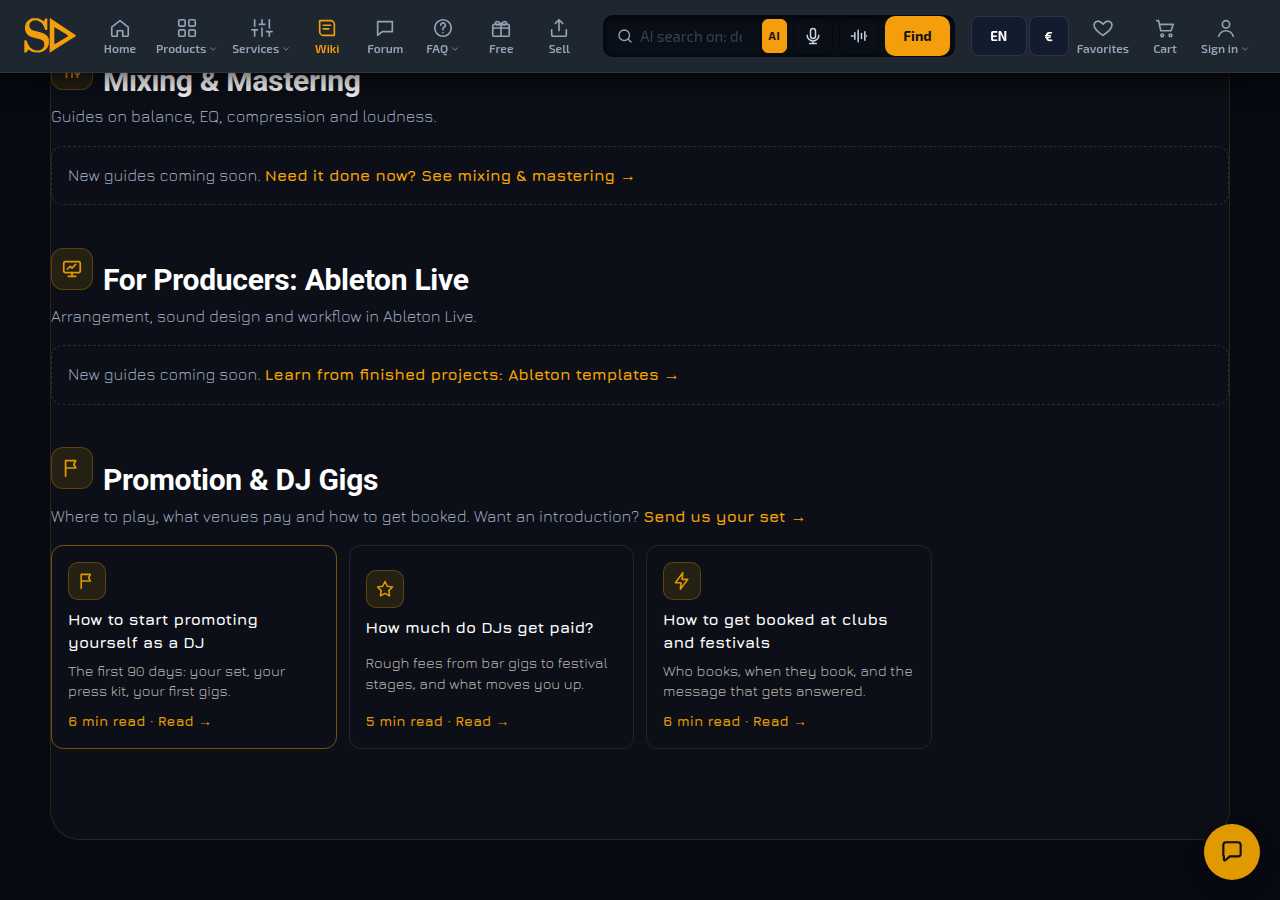 Home
Products
Services
Wiki
Forum
FAQ
Free
Sell
AI search on:
AI
Find
EN
€
Favorites
Cart
Sign in
Mixing & Mastering
Guides on balance, EQ, compression and loudness.
New guides coming soon. Need it done now? See mixing & mastering →
For Producers: Ableton Live
Arrangement, sound design and workflow in Ableton Live.
New guides coming soon. Learn from finished projects: Ableton templates →
Promotion & DJ Gigs
Where to play, what venues pay and how to get booked. Want an introduction? Send us your set →
How to start promoting
yourself as a DJ
The first 90 days: your set, your
press kit, your first gigs.
6 min read · Read →
How much do DJs get paid?
Rough fees from bar gigs to festival
stages, and what moves you up.
5 min read · Read →
How to get booked at clubs
and festivals
Who books, when they book, and the
message that gets answered.
6 min read · Read →